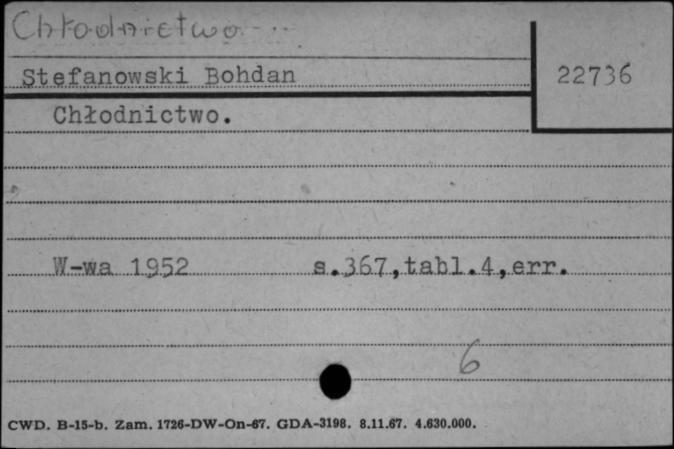 Chłodnictwo
Stefanowski Bohdan
22736
Chłodnictwo.
W-wa 1952 s.367,tabl.4,err.
6
CWD. B-15-b. Zam. 1726-DW-On-67. GDA-3198. 8.11.67. 4.630.000.